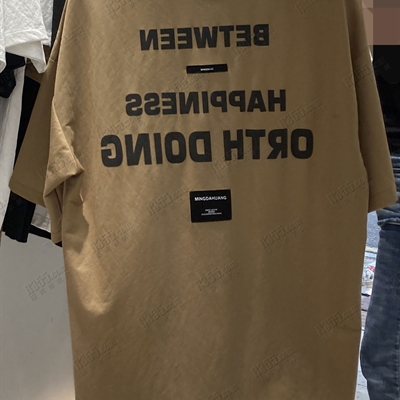 BETWEEN
HAPPINESS
ORTH DOING
MINGDAHUANG